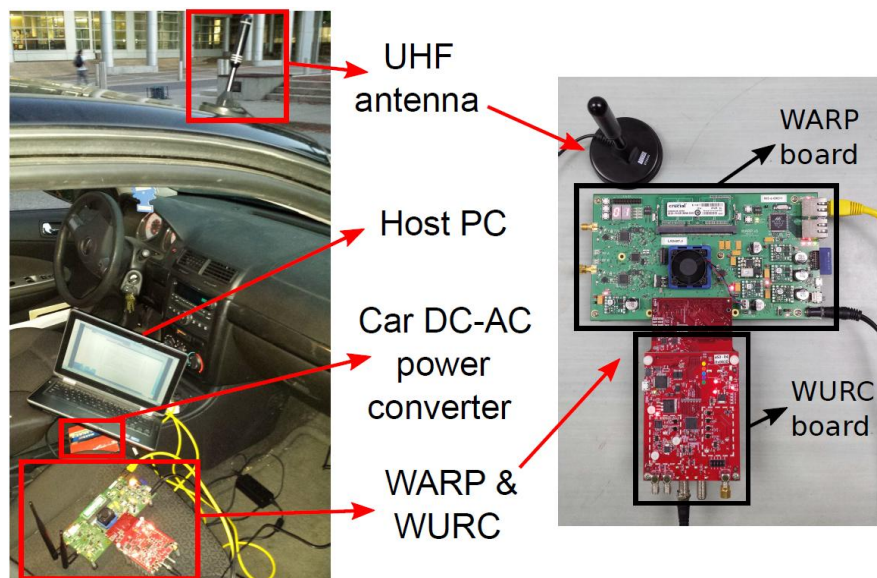 UHF
antenna
Host PC
Car DC-AC
power
converter
WARP &
WURC
WARP
board
WURC
board